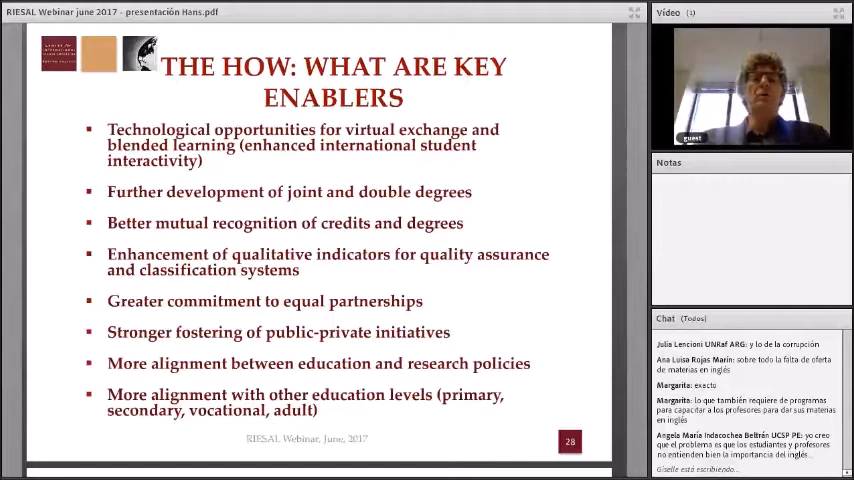 RIESAL Webinar june 2017 - presentación Hans.pdf
THE HOW: WHAT ARE KEY
ENABLERS
▪ Technological opportunities for virtual exchange and
blended learning (enhanced international student
interactivity)
▪ Further development of joint and double degrees
▪ Better mutual recognition of credits and degrees
▪ Enhancement of qualitative indicators for quality assurance
and classification systems
▪ Greater commitment to equal partnerships
▪ Stronger fostering of public-private initiatives
▪ More alignment between education and research policies
▪ More alignment with other education levels (primary,
secondary, vocational, adult)
RIESAL Webinar, June, 2017
28
Vídeo (1)
guest
Notas
Chat (Todos)
Julia Lencioni UNRaf ARG: y lo de la corrupción
Ana Luisa Rojas Marín: sobre todo la falta de oferta
de materias en inglés
Margarita: exacto
Margarita: lo que también requiere de programas
para capacitar a los profesores para dar sus materias
en inglés
Angela María Indacochea Beltrán UCSP PE: yo creo
que el problema es que los estudiantes y profesores
no entienden bien la importancia del inglés...
Giselle está escribiendo...